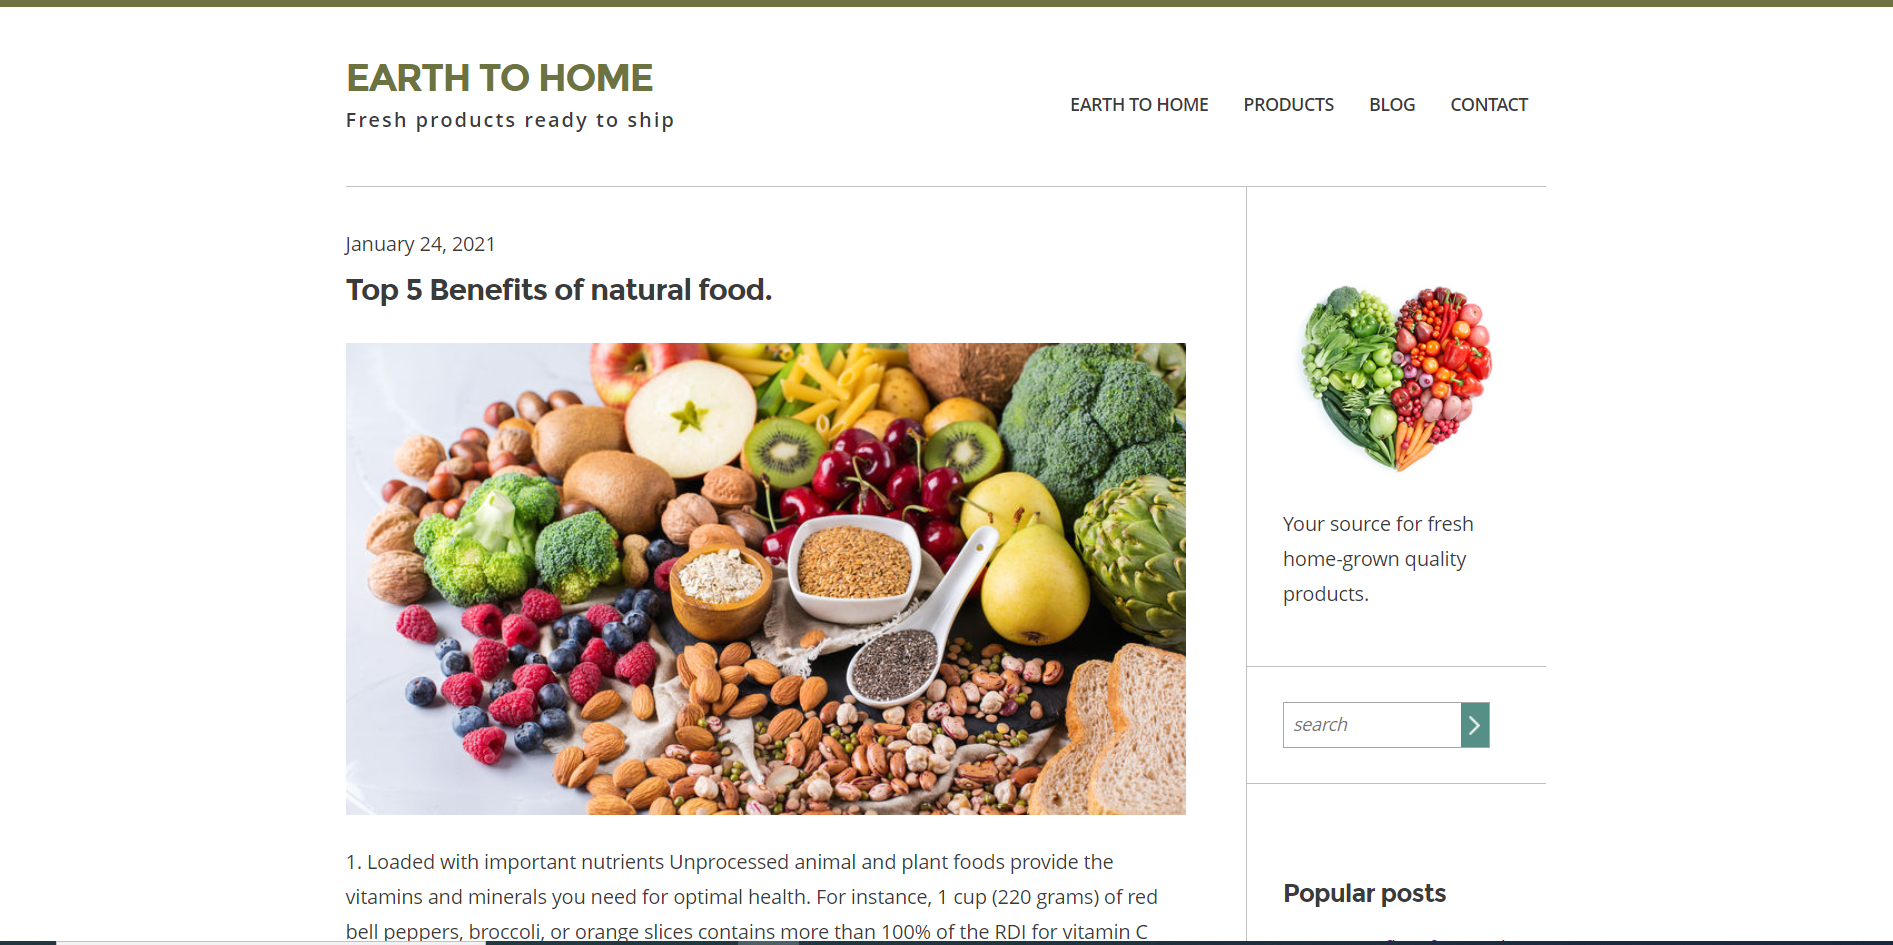 EARTH TO HOME
Fresh products ready to ship
EARTH TO HOME PRODUCTS BLOG CONTACT
January 24, 2021
Top 5 Benefits of natural food.
1. Loaded with important nutrients Unprocessed animal and plant foods provide the
vitamins and minerals you need for optimal health. For instance, 1 cup (220 grams) of red
bell peppers, broccoli, or orange slices contains more than 100% of the RDI for vitamin C
Your source for fresh
home-grown quality
products.
search
Popular posts